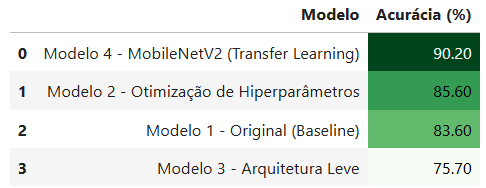 Modelo Acurácia (%)
0 Modelo 4 - MobileNetV2 (Transfer Learning) 90.20
1 Modelo 2 - Otimização de Hiperparâmetros 85.60
2 Modelo 1 - Original (Baseline) 83.60
3 Modelo 3 - Arquitetura Leve 75.70